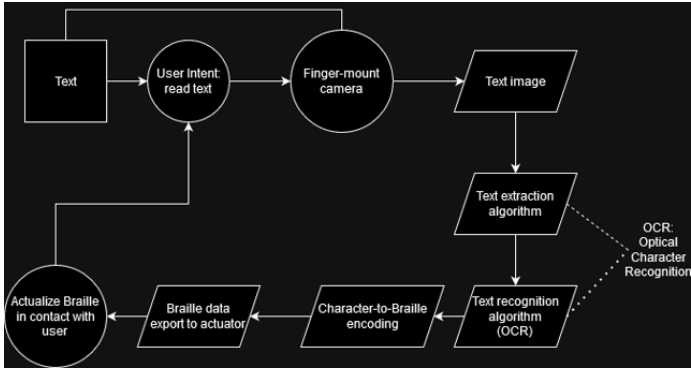 Text
User Intent:
read text
Finger-mount
camera
Text image
Text extraction
algorithm
OCR:
Optical
Character
Recognition
Text recognition
algorithm
(OCR)
Character-to-Braille
encoding
Braille data
export to actuator
Actualize Braille
in contact with
user